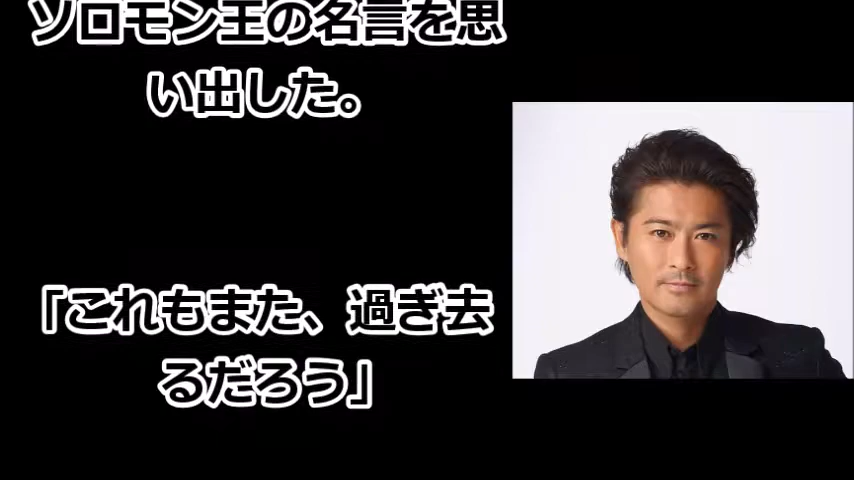 ソロモン王の名言を思
い出した。
「これもまた、過ぎ去
るだろう」